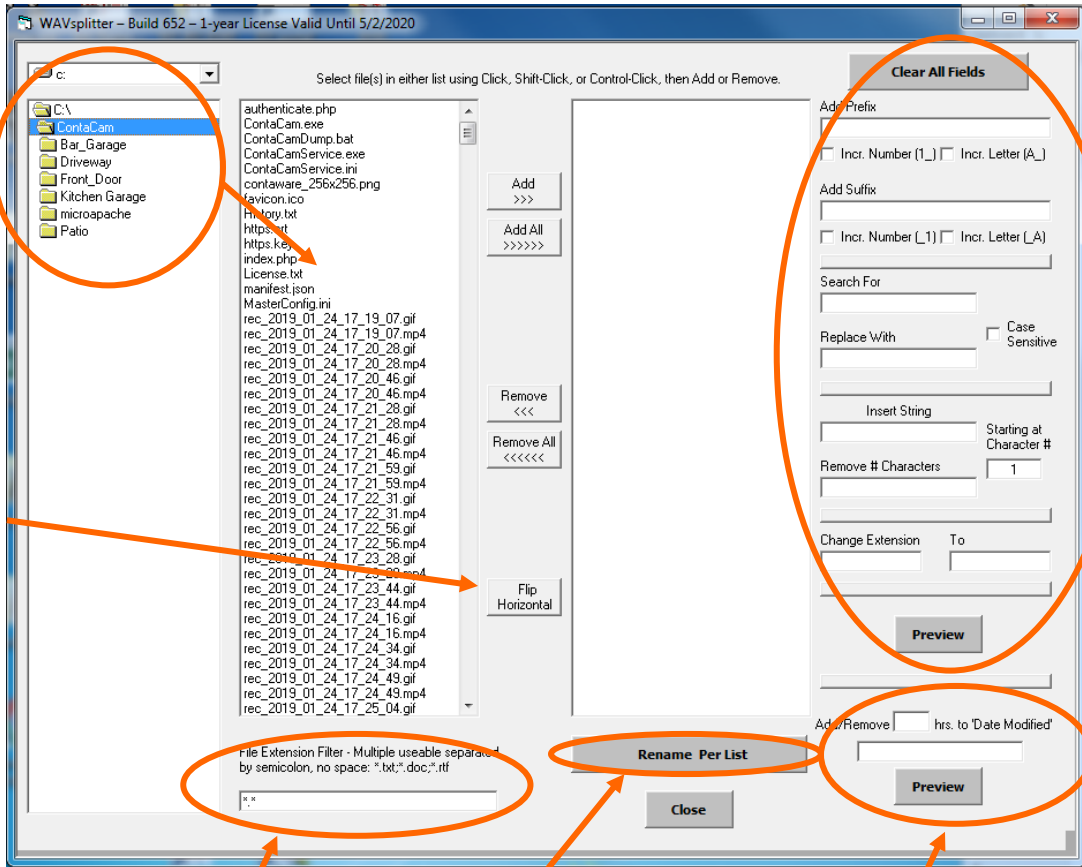 WAVsplitter – Build 652 – 1-year License Valid Until 5/2/2020
c:
Select file(s) in either list using Click, Shift-Click, or Control-Click, then Add or Remove.
Clear All Fields
C:\
ContaCam
Bar_Garage
Driveway
Front_Door
Kitchen Garage
microapache
Patio
authenticate.php
ContaCam.exe
ContaCamDump.bat
ContaCamService.exe
ContaCamService.ini
contaware_256x256.png
favicon.ico
History.txt
https.crt
https.key
index.php
License.txt
manifest.json
MasterConfig.ini
rec_2019_01_24_17_19_07.gif
rec_2019_01_24_17_19_07.mp4
rec_2019_01_24_17_20_28.gif
rec_2019_01_24_17_20_28.mp4
rec_2019_01_24_17_20_46.gif
rec_2019_01_24_17_20_46.mp4
rec_2019_01_24_17_21_28.gif
rec_2019_01_24_17_21_28.mp4
rec_2019_01_24_17_21_46.gif
rec_2019_01_24_17_21_46.mp4
rec_2019_01_24_17_21_59.gif
rec_2019_01_24_17_21_59.mp4
rec_2019_01_24_17_22_31.gif
rec_2019_01_24_17_22_31.mp4
rec_2019_01_24_17_22_56.gif
rec_2019_01_24_17_22_56.mp4
rec_2019_01_24_17_23_28.gif
rec_2019_01_24_17_23_28.mp4
rec_2019_01_24_17_23_44.gif
rec_2019_01_24_17_23_44.mp4
rec_2019_01_24_17_24_16.gif
rec_2019_01_24_17_24_16.mp4
rec_2019_01_24_17_24_34.gif
rec_2019_01_24_17_24_34.mp4
rec_2019_01_24_17_24_49.gif
rec_2019_01_24_17_24_49.mp4
rec_2019_01_24_17_25_04.gif
Add
>>>
Add All
>>>>>>
Remove
<<<
Remove All
<<<<<<
Flip
Horizontal
Add Prefix
Incr. Number (1_) Incr. Letter (A_)
Add Suffix
Incr. Number (_1) Incr. Letter (_A)
Search For
Replace With
Case
Sensitive
Insert String
Starting at
Character #
Remove # Characters
1
Change Extension To
Preview
Add/Remove hrs. to 'Date Modified'
Preview
File Extension Filter - Multiple useable separated
by semicolon, no space: *.txt;*.doc;*.rtf
*.*
Rename Per List
Close